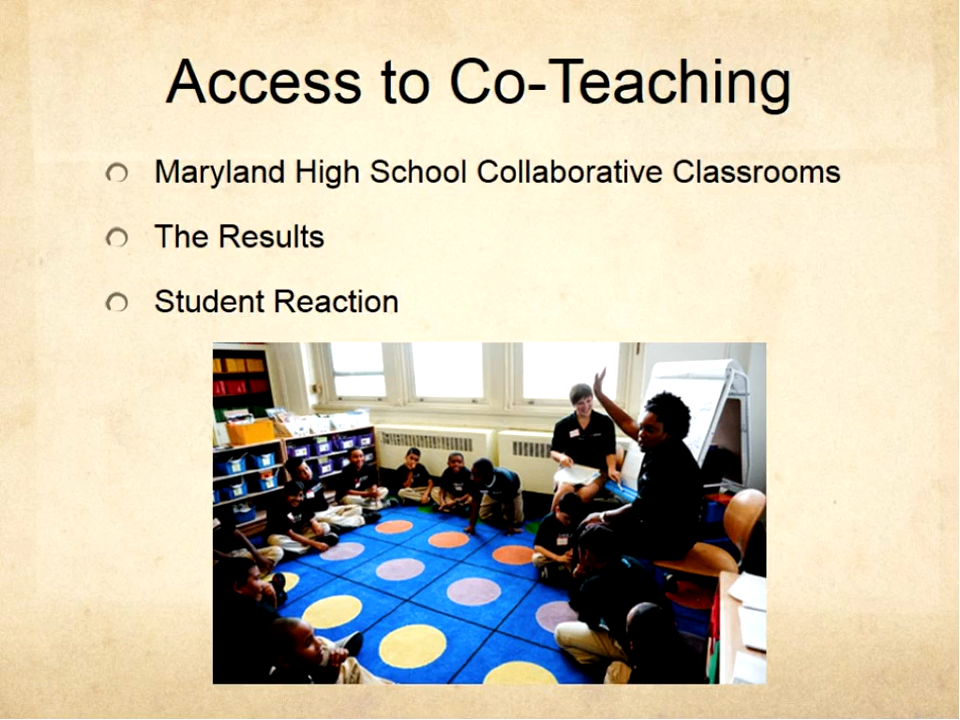 Access to Co-Teaching
Maryland High School Collaborative Classrooms
The Results
Student Reaction